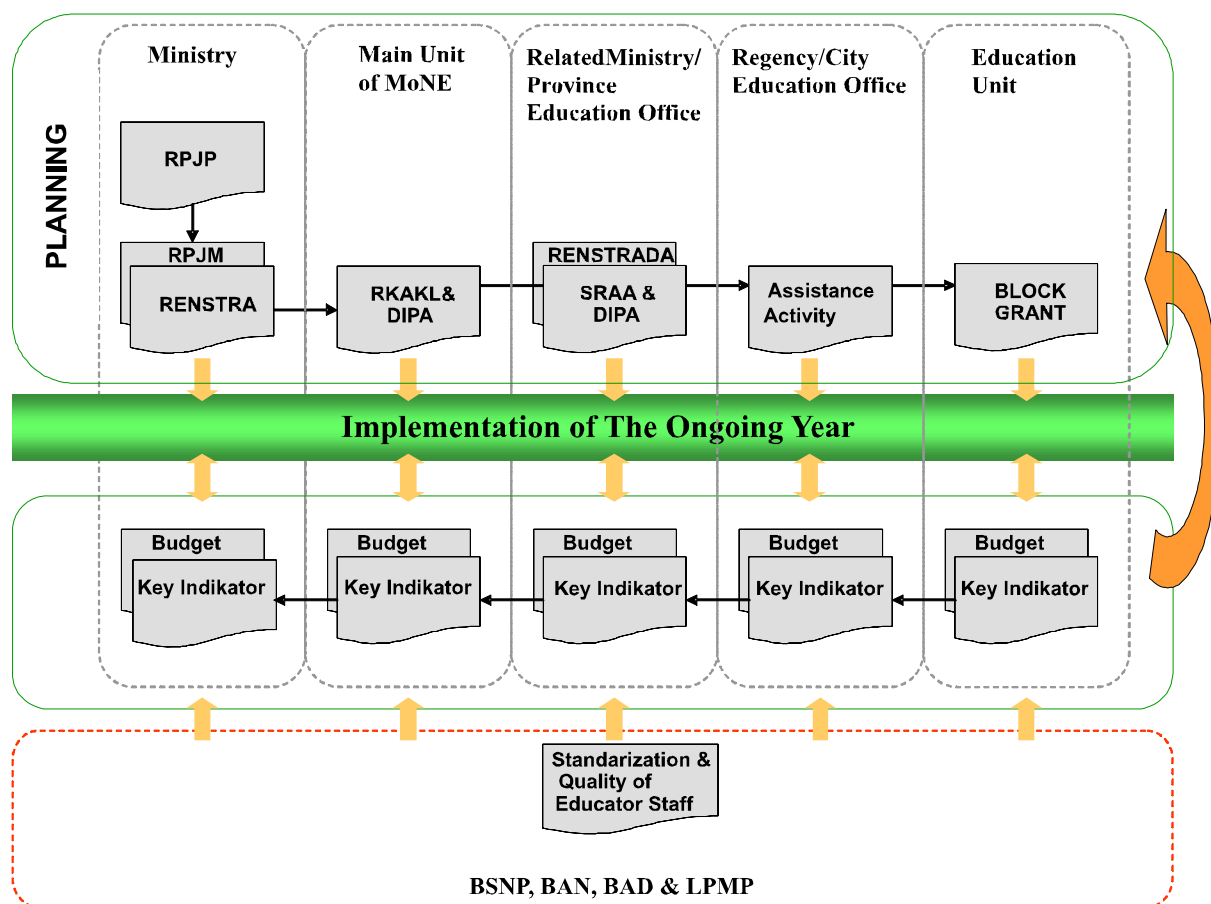 Ministry
Main Unit
of MoNE
RelatedMinistry/
Province
Education Office
Regency/City
Education Office
Education
Unit
PLANNING
RPJP
RPJM
RENSTRA
RKAKL&
DIPA
RENSTRADA
SRAA &
DIPA
Assistance
Activity
BLOCK
GRANT
Implementation of The Ongoing Year
Budget
Key Indikator
Budget
Key Indikator
Budget
Key Indikator
Budget
Key Indikator
Budget
Key Indikator
Standarization &
Quality of
Educator Staff
BSNP, BAN, BAD & LPMP